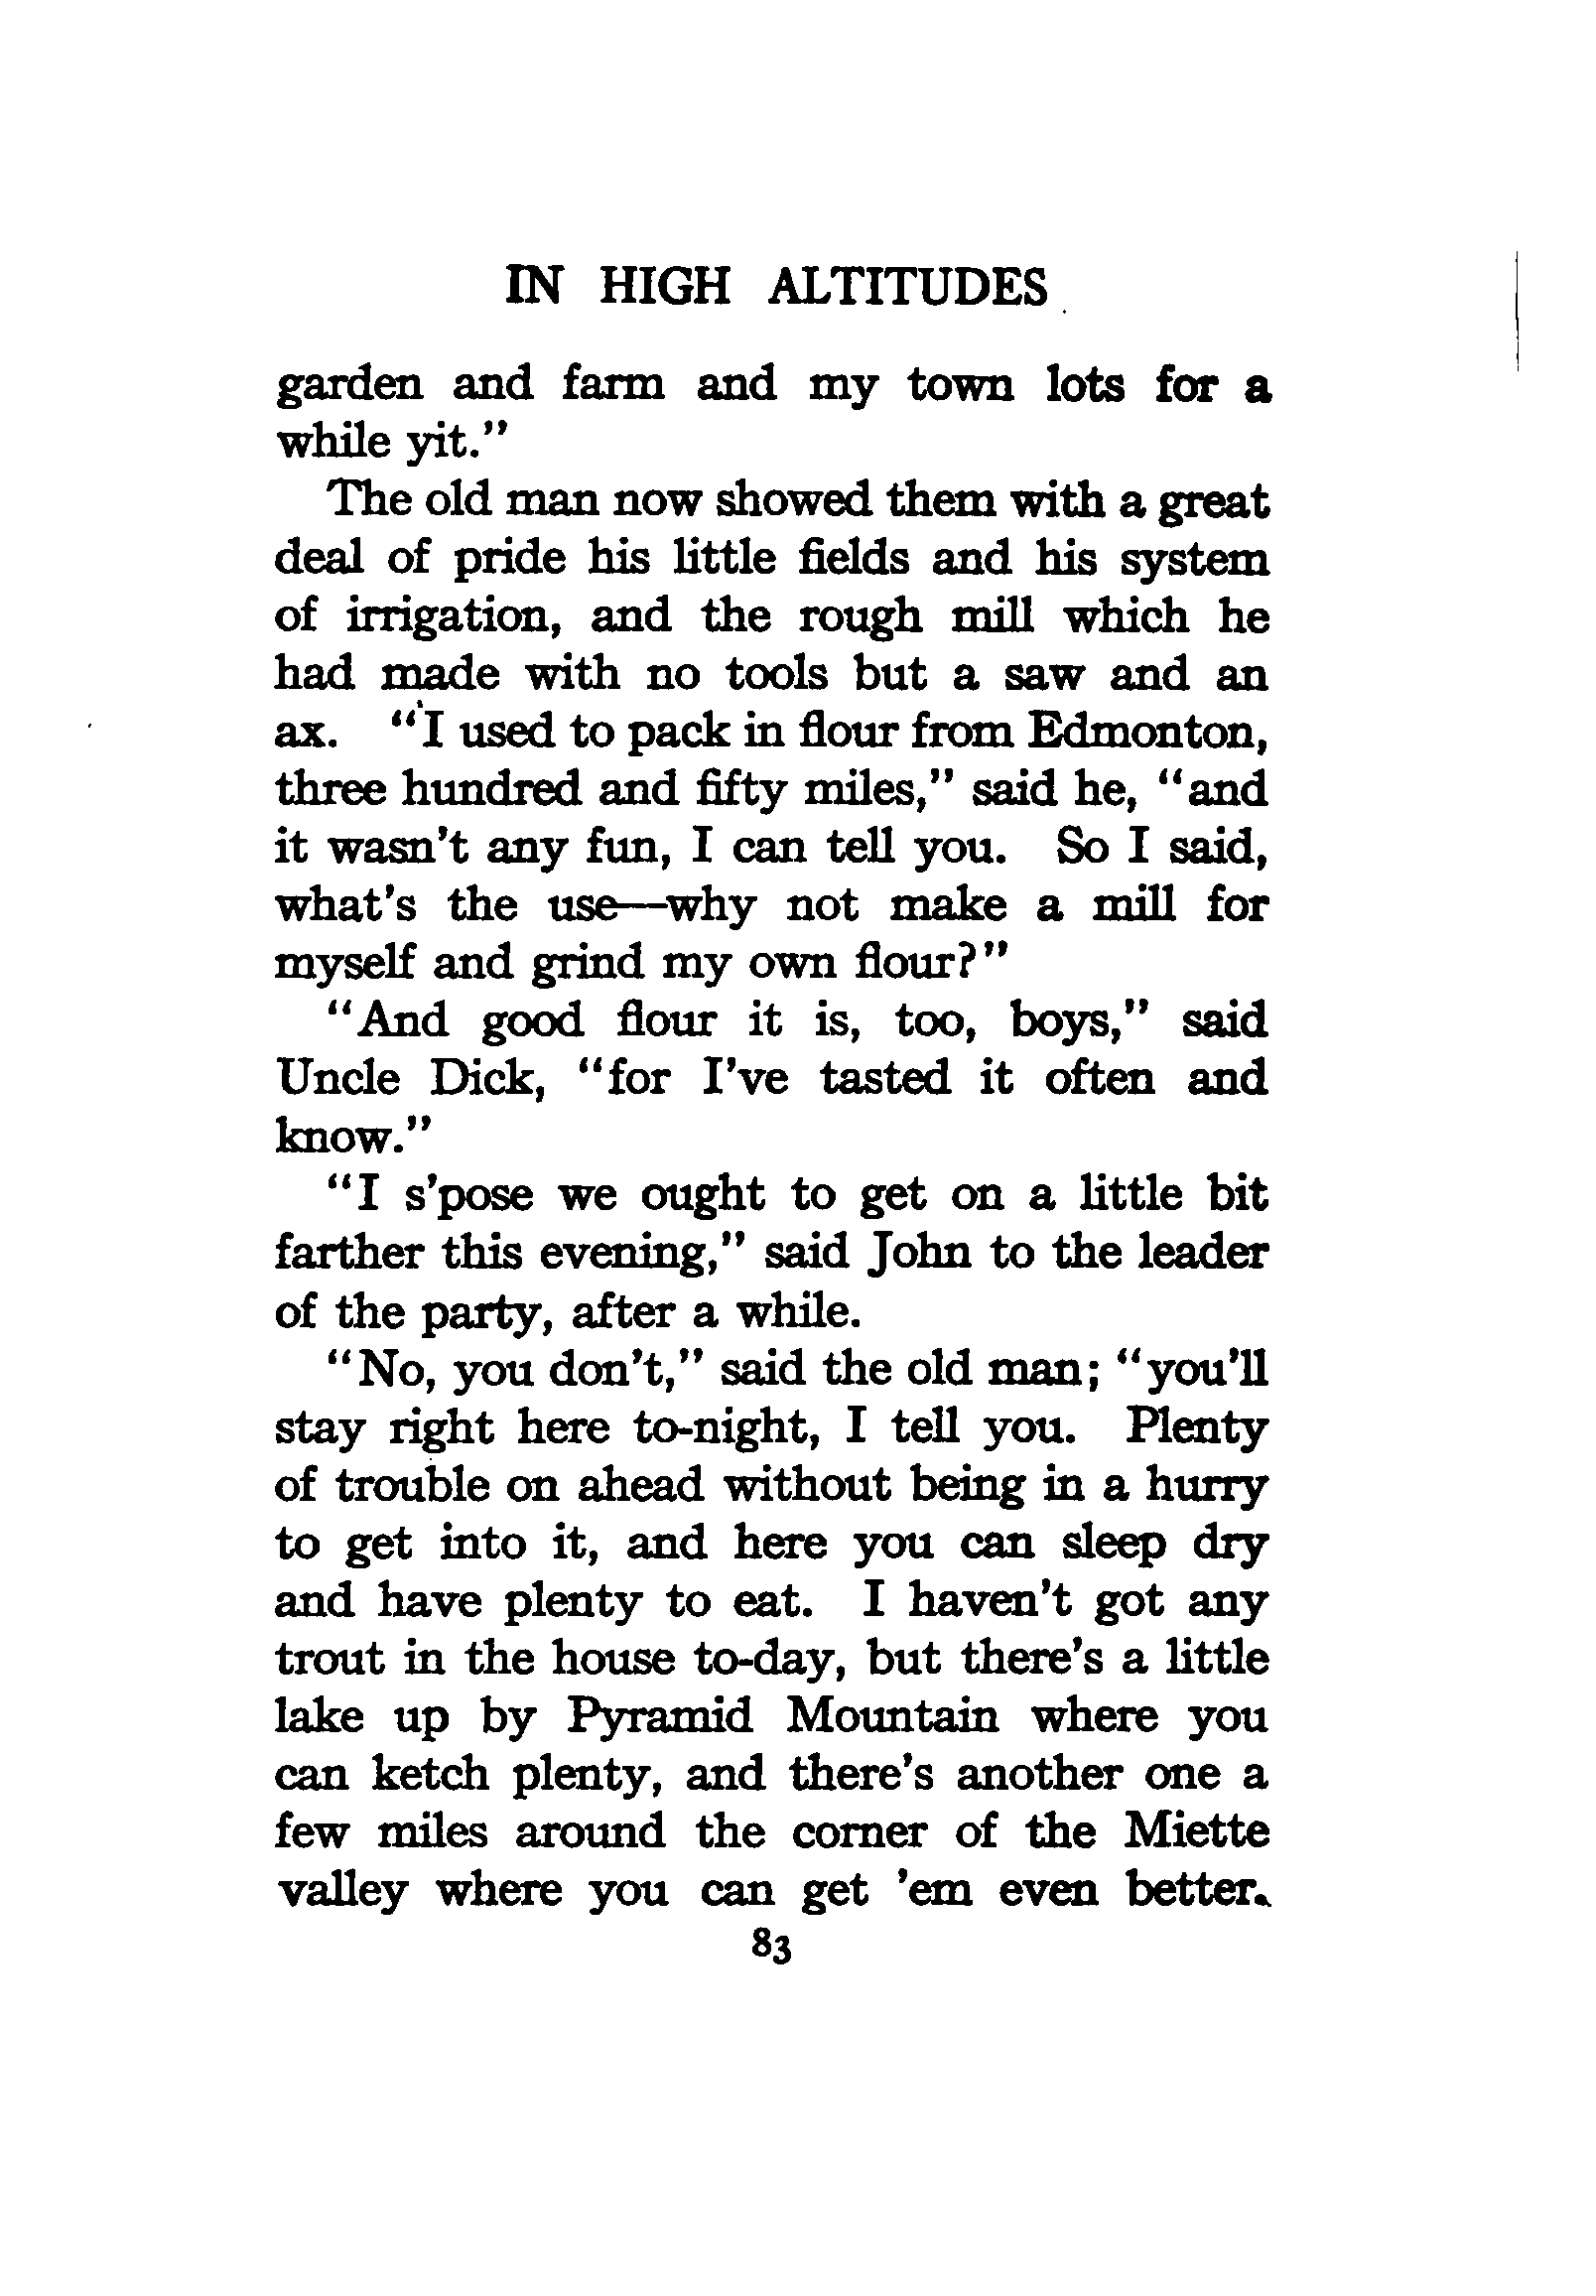 IN HIGH ALTITUDES
garden and farm and my town lots for a
while yit."
The old man now showed them with a great
deal of pride his little fields and his system
of irrigation, and the rough mill which he
had made with no tools but a saw and an
ax. "I used to pack in flour from Edmonton,
three hundred and fifty miles," said he, "and
it wasn't any fun, I can tell you. So I said,
what's the use—why not make a mill for
myself and grind my own flour?"
"And good flour it is, too, boys," said
Uncle Dick, "for I've tasted it often and
know."
"I s'pose we ought to get on a little bit
farther this evening," said John to the leader
of the party, after a while.
"No, you don't," said the old man; "you'll
stay right here to-night, I tell you. Plenty
of trouble on ahead without being in a hurry
to get into it, and here you can sleep dry
and have plenty to eat. I haven't got any
trout in the house to-day, but there's a little
lake up by Pyramid Mountain where you
can ketch plenty, and there's another one a
few miles around the corner of the Miette
valley where you can get 'em even better.
83